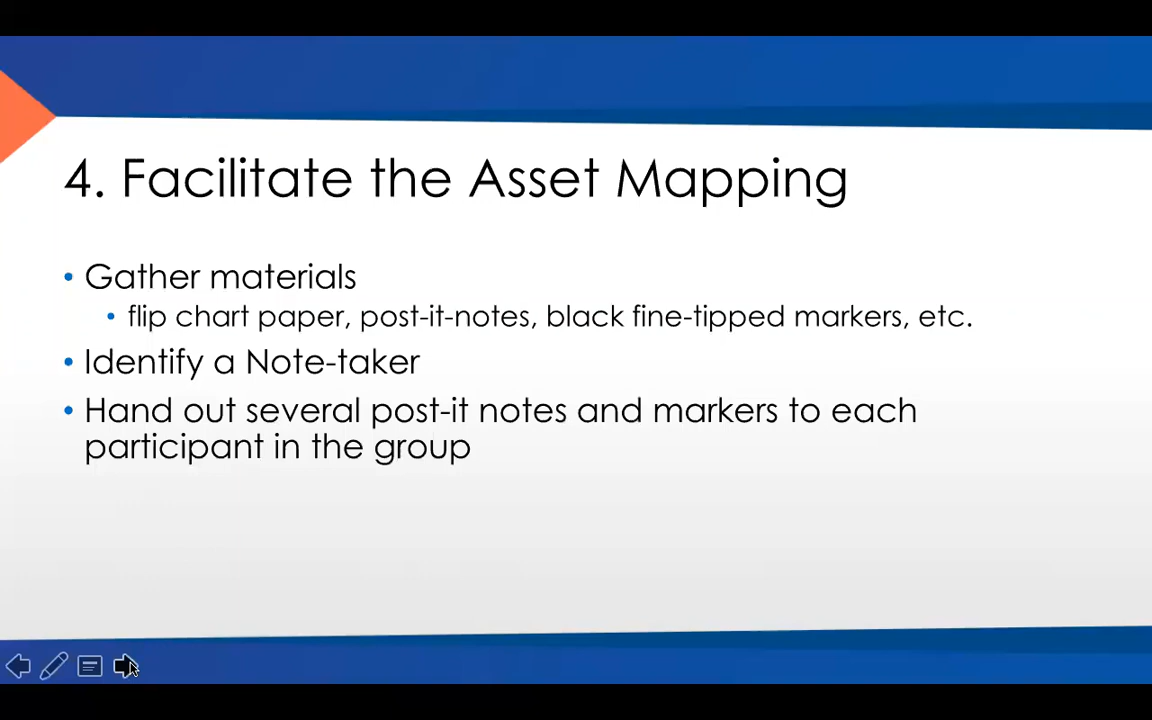 4. Facilitate the Asset Mapping
• Gather materials
• flip chart paper, post-it-notes, black fine-tipped markers, etc.
• Identify a Note-taker
• Hand out several post-it notes and markers to each
participant in the group